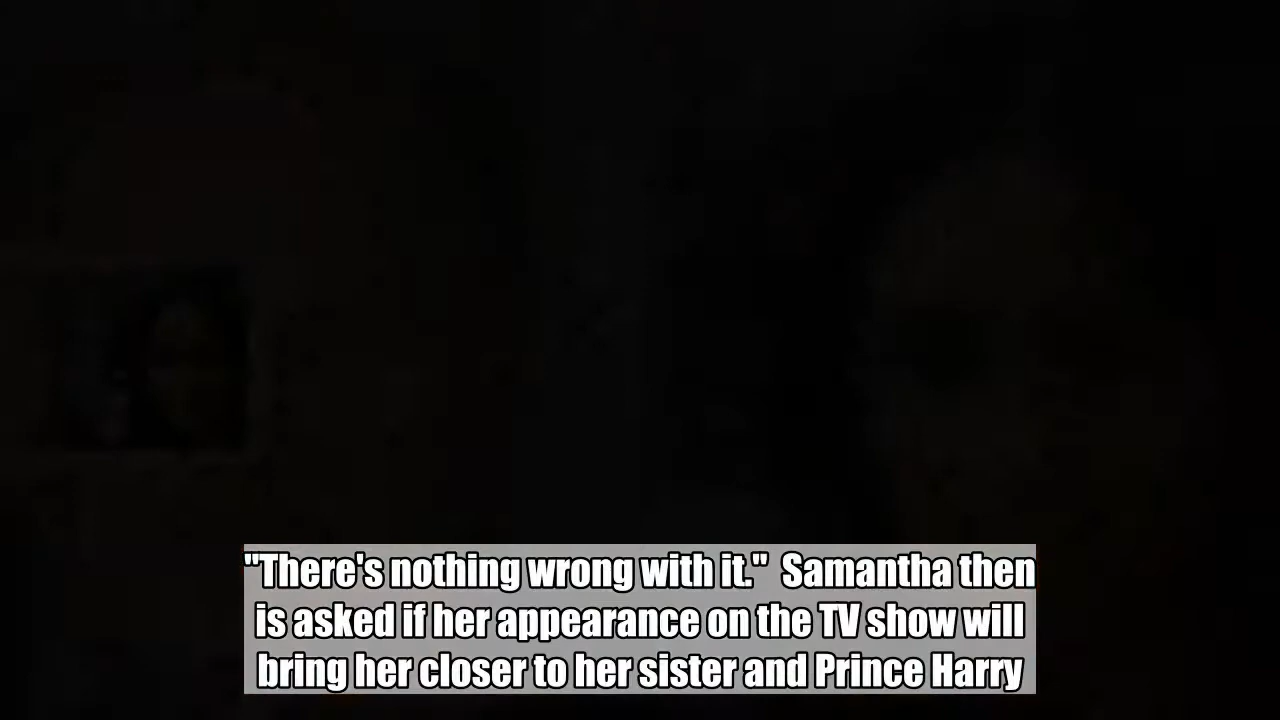 "There's nothing wrong with it."  Samantha then
is asked if her appearance on the TV show will
bring her closer to her sister and Prince Harry